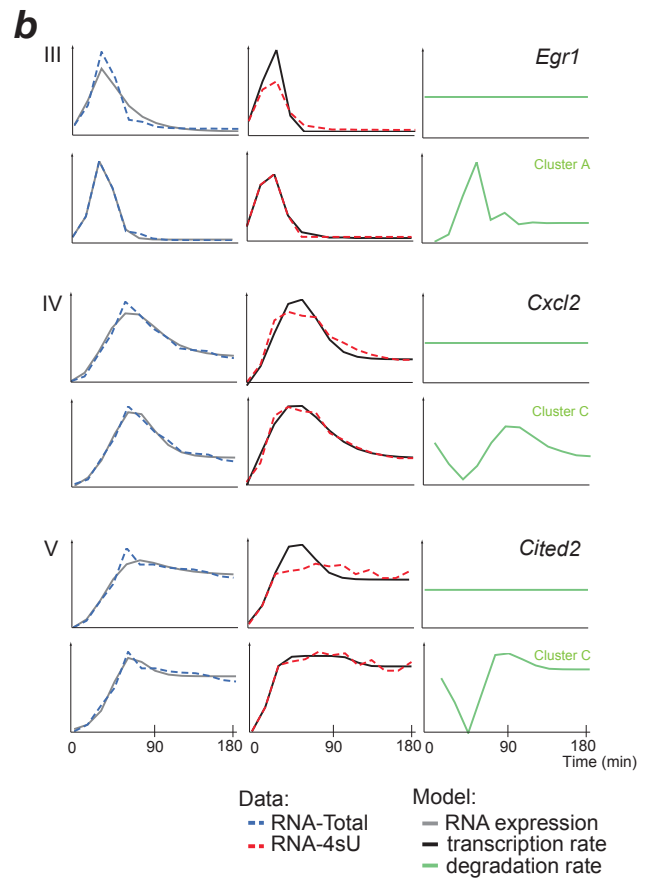 b
III
Egr1
Cluster A
IV
Cxcl2
Cluster C
V
Cited2
Cluster C
0 90 180 0 90 180 0 90 180
Time (min)
Data: Model:
RNA-Total RNA expression
RNA-4sU transcription rate
degradation rate